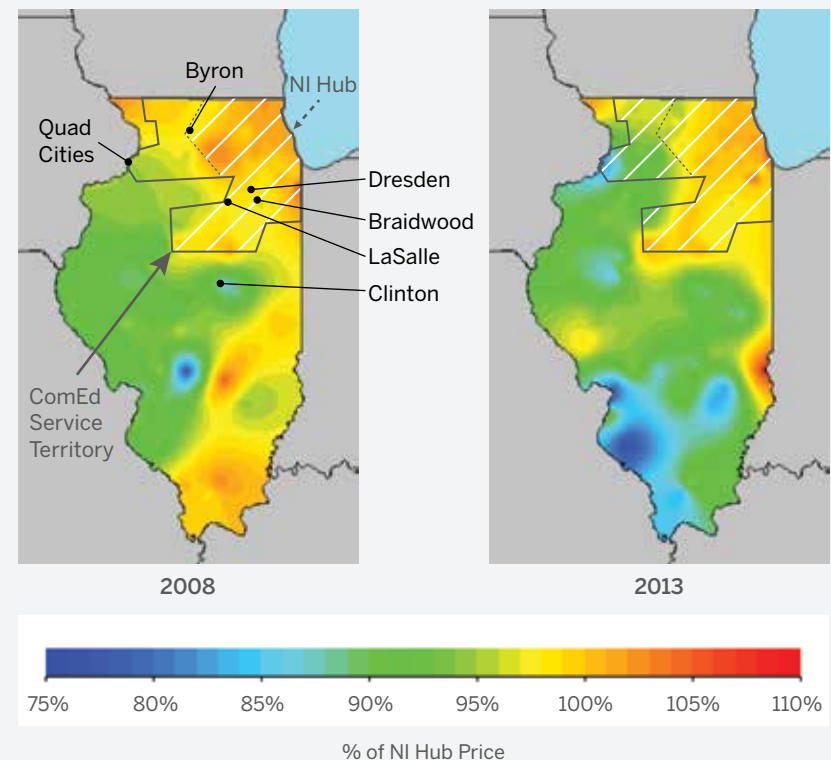 Byron
NI Hub
Quad
Cities
Dresden
Braidwood
LaSalle
Clinton
ComEd
Service
Territory
2008
2013
75% 80% 85% 90% 95% 100% 105% 110%
% of NI Hub Price